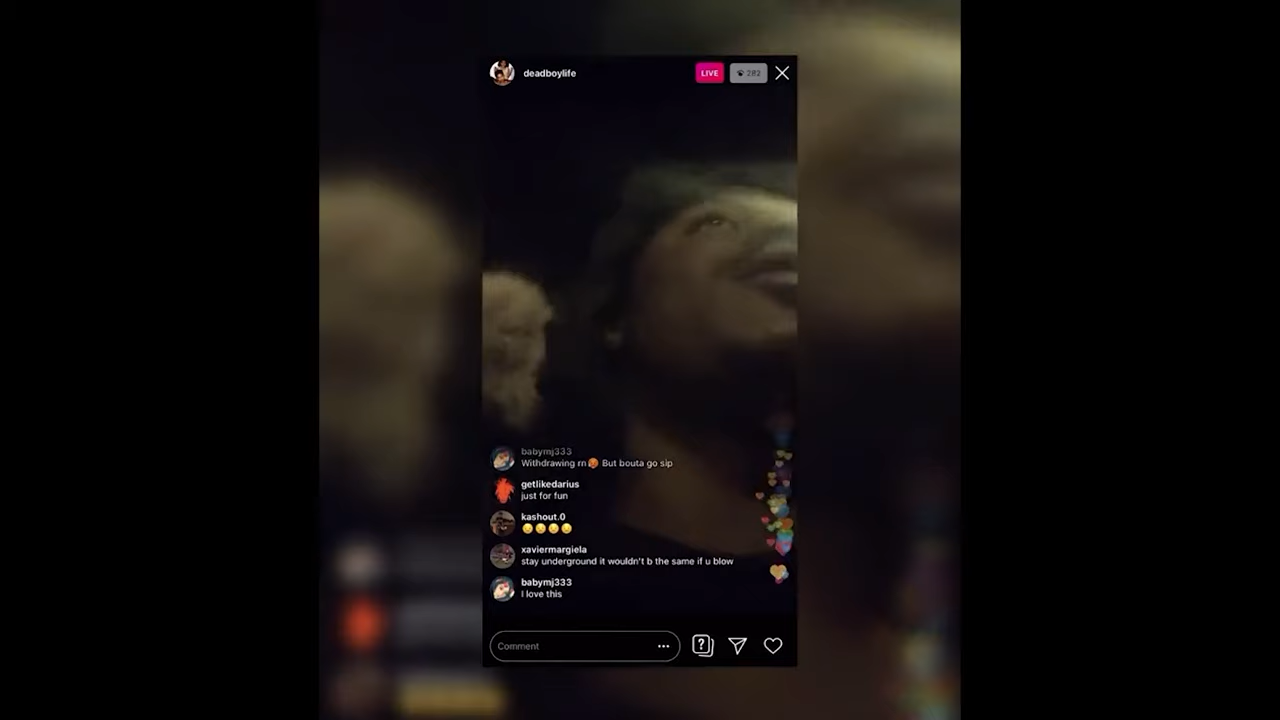 deadboylife
LIVE
282
babymj333
Withdrawing rn🥵 But bouta go sip
getlikedarius
just for fun
kashout.0
😥😥😥😥
xaviermargiela
stay underground it wouldn't b the same if u blow
babymj333
I love this
Comment